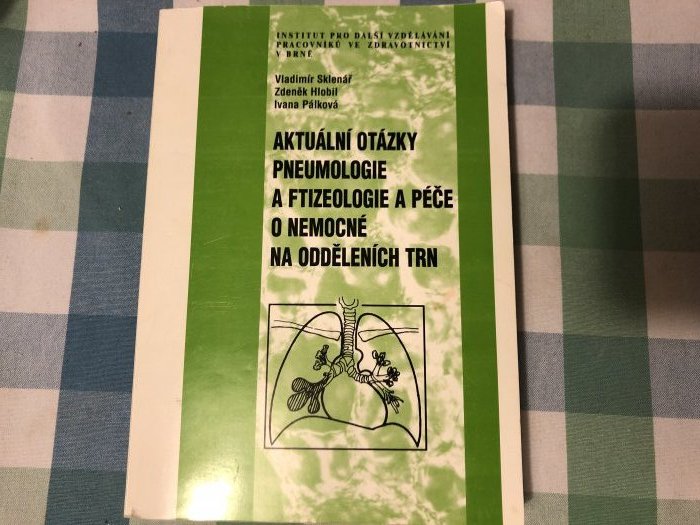 INSTITUT PRO DALŠÍ VZDĚLÁVÁNÍ
PRACOVNÍKŮ VE ZDRAVOTNICTVÍ
V BRNĚ
Vladimír Sklenář
Zdeněk Hlobil
Ivana Pálková
AKTUÁLNÍ OTÁZKY
PNEUMOLOGIE
A FTIZEOLOGIE A PÉČE
O NEMOCNÉ
NA ODDĚLENÍCH TRN